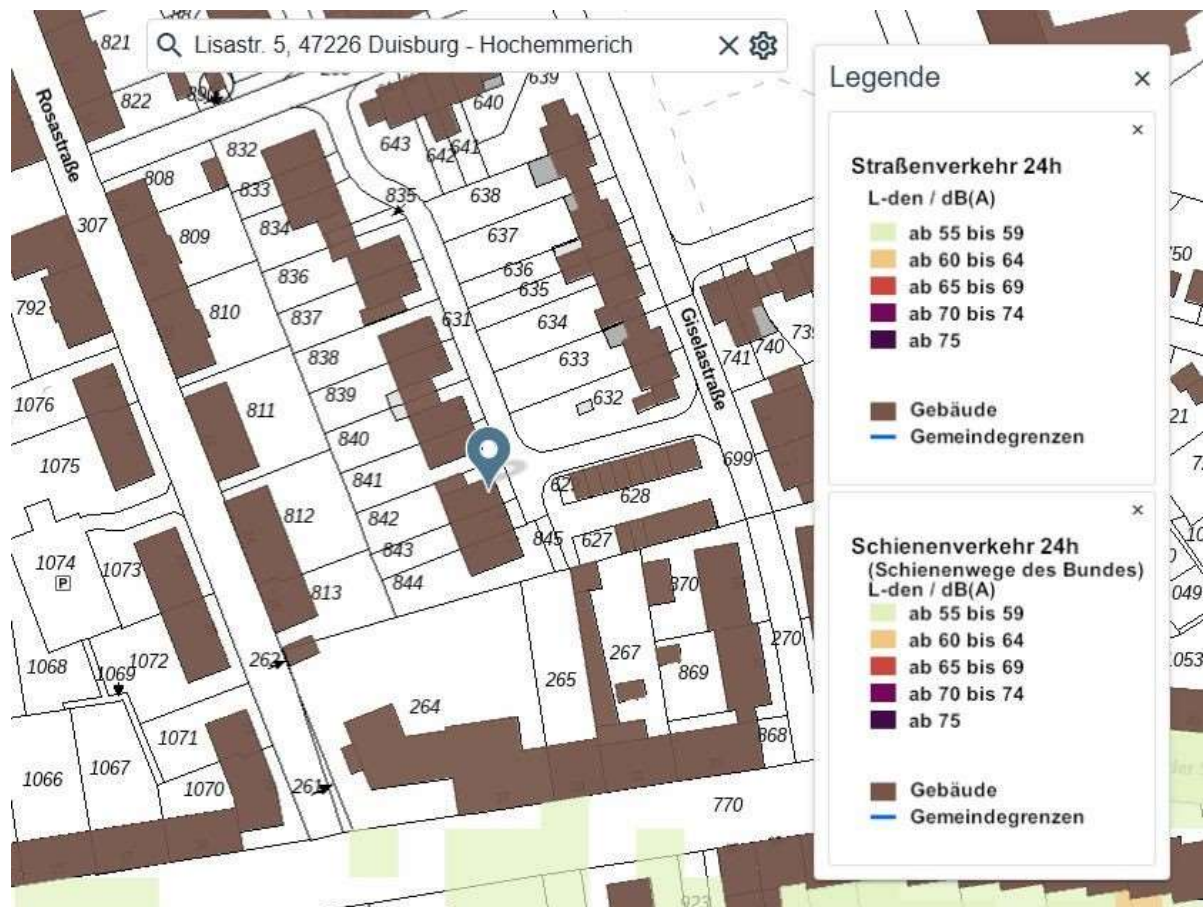 Lisastr. 5, 47226 Duisburg - Hochemmerich
Legende
Straßenverkehr 24h
L-den / dB(A)
ab 55 bis 59
ab 60 bis 64
ab 65 bis 69
ab 70 bis 74
ab 75
Gebäude
Gemeindegrenzen
Schienenverkehr 24h
(Schienenwege des Bundes)
L-den / dB(A)
ab 55 bis 59
ab 60 bis 64
ab 65 bis 69
ab 70 bis 74
ab 75
Gebäude
Gemeindegrenzen
Rosastraße
Giselastraße
821
822
639
640
643
642
641
832
808
833
835
638
307
809
834
637
836
636
635
792
810
837
631
634
838
633
741
740
1076
839
632
811
840
1075
699
841
628
812
842
845
627
843
1074
P
1073
844
870
813
270
1072
262
267
1068
1069
265
869
264
1071
868
1066
1067
1070
261
770
923